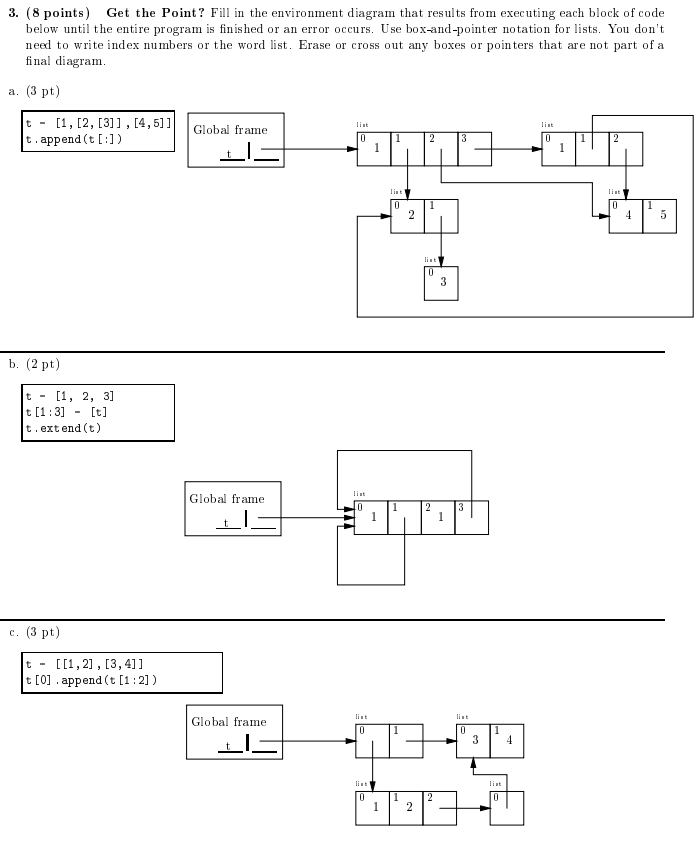 3. (8 points) Get the Point? Fill in the environment diagram that results from executing each block of code
below until the entire program is finished or an error occurs. Use box-and-pointer notation for lists. You don't
need to write index numbers or the word list. Erase or cross out any boxes or pointers that are not part of a
final diagram.
a. (3 pt)
t = [1,[2,[3]],[4,5]]
t.append(t[:])
Global frame
t
list
0 1 1 2 3
list
0 1 1 2
list
0 2 1
list
0 4 1 5
list
0 3
b. (2 pt)
t = [1, 2, 3]
t[1:3] = [t]
t.extend(t)
Global frame
t
list
0 1 1 2 1 3
c. (3 pt)
t = [[1,2],[3,4]]
t[0].append(t[1:2])
Global frame
t
list
0 1
list
0 3 1 4
list
0 1 1 2 2
list
0